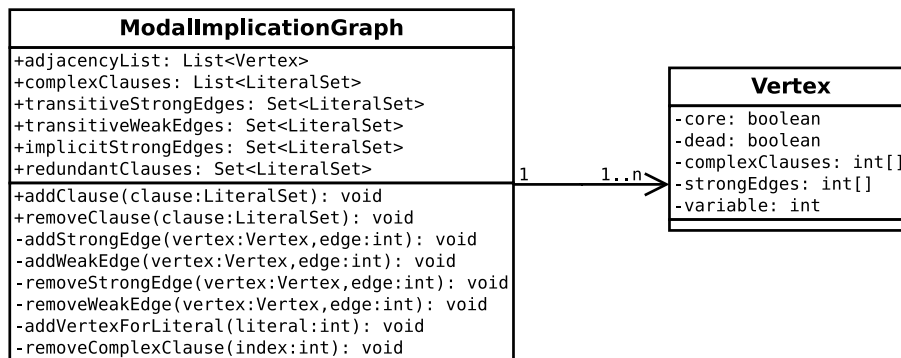 ModalImplicationGraph
+adjacencyList: List<Vertex>
+complexClauses: List<LiteralSet>
+transitiveStrongEdges: Set<LiteralSet>
+transitiveWeakEdges: Set<LiteralSet>
+implicitStrongEdges: Set<LiteralSet>
+redundantClauses: Set<LiteralSet>
+addClause(clause:LiteralSet): void
+removeClause(clause:LiteralSet): void
-addStrongEdge(vertex:Vertex,edge:int): void
-addWeakEdge(vertex:Vertex,edge:int): void
-removeStrongEdge(vertex:Vertex,edge:int): void
-removeWeakEdge(vertex:Vertex,edge:int): void
-addVertexForLiteral(literal:int): void
-removeComplexClause(index:int): void
1 1..n
Vertex
-core: boolean
-dead: boolean
-complexClauses: int[]
-strongEdges: int[]
-variable: int